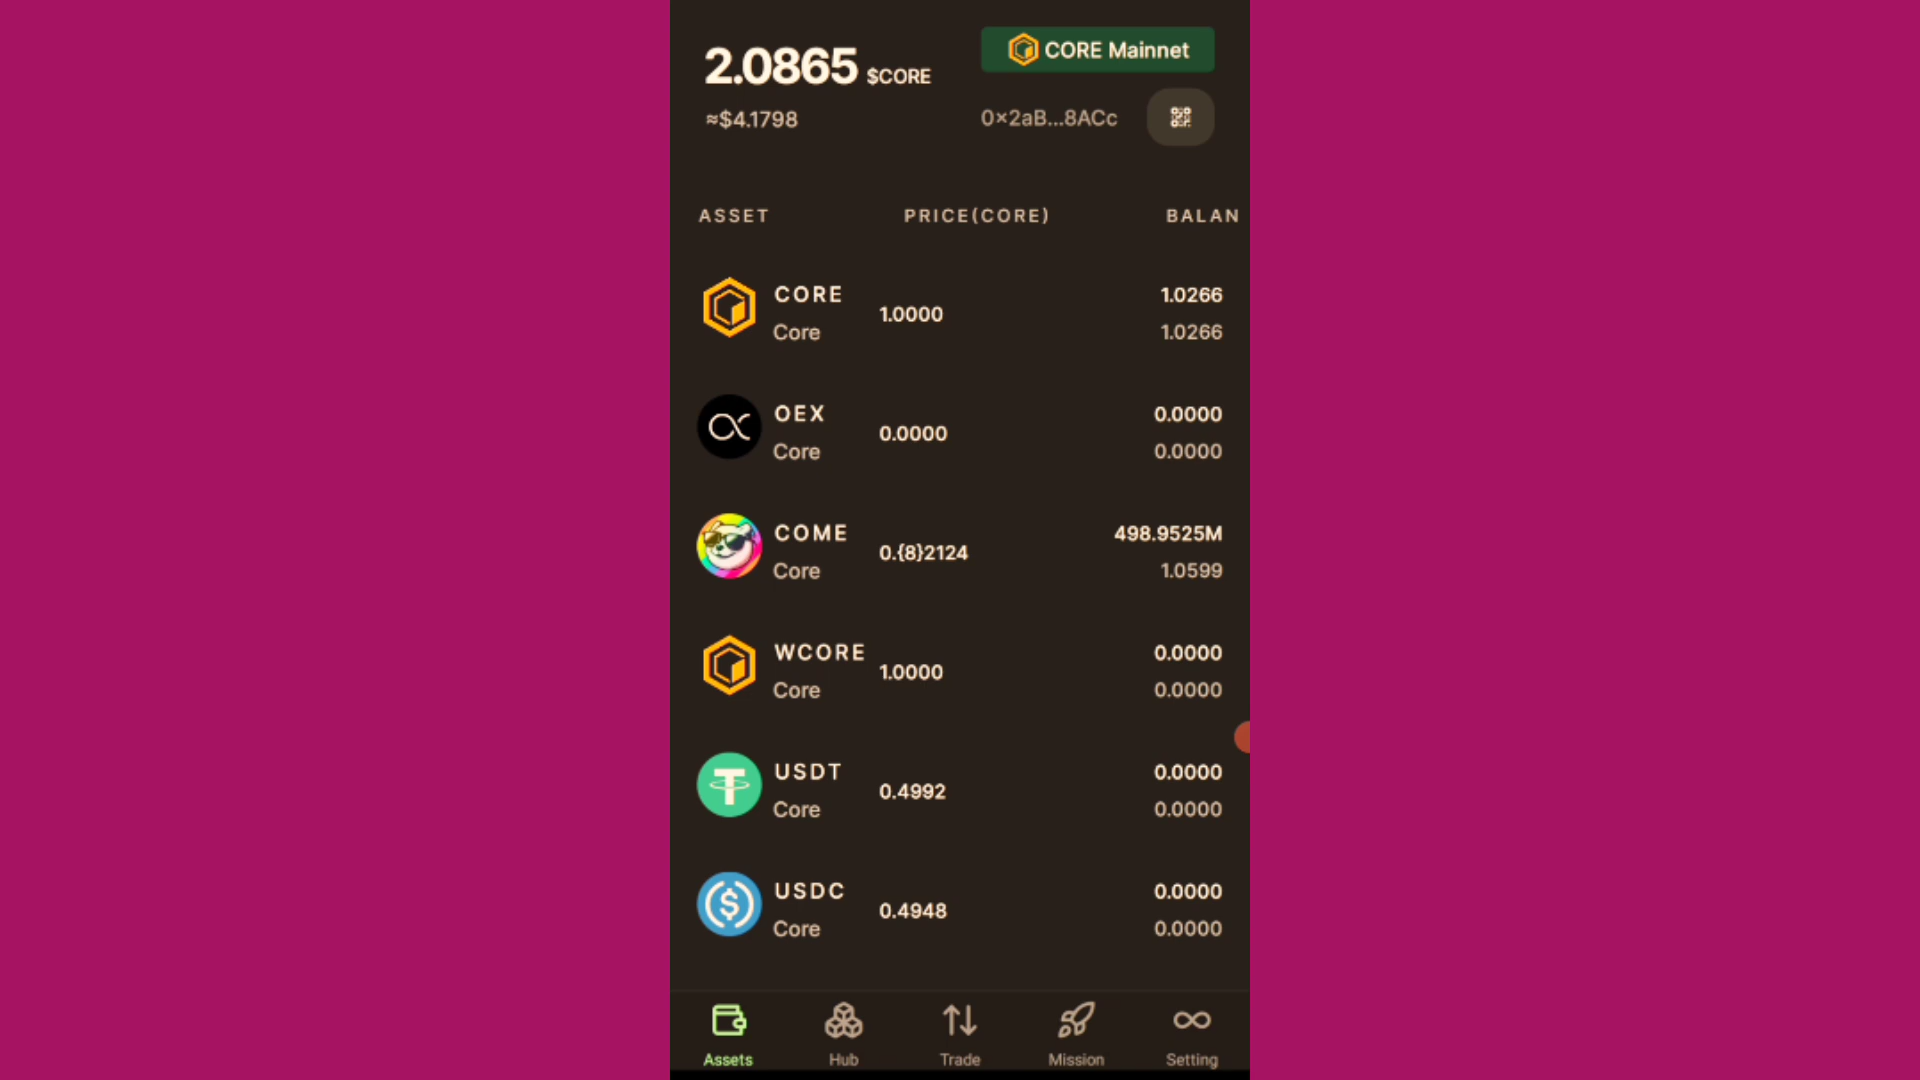 2.0865 $CORE
CORE Mainnet
≈$4.1798
0×2aB...8ACc
ASSET PRICE(CORE) BALAN
CORE
Core
1.0000
1.0266
1.0266
OEX
Core
0.0000
0.0000
0.0000
COME
Core
0.{8}2124
498.9525M
1.0599
WCORE
Core
1.0000
0.0000
0.0000
USDT
Core
0.4992
0.0000
0.0000
USDC
Core
0.4948
0.0000
0.0000
Assets Hub Trade Mission Setting